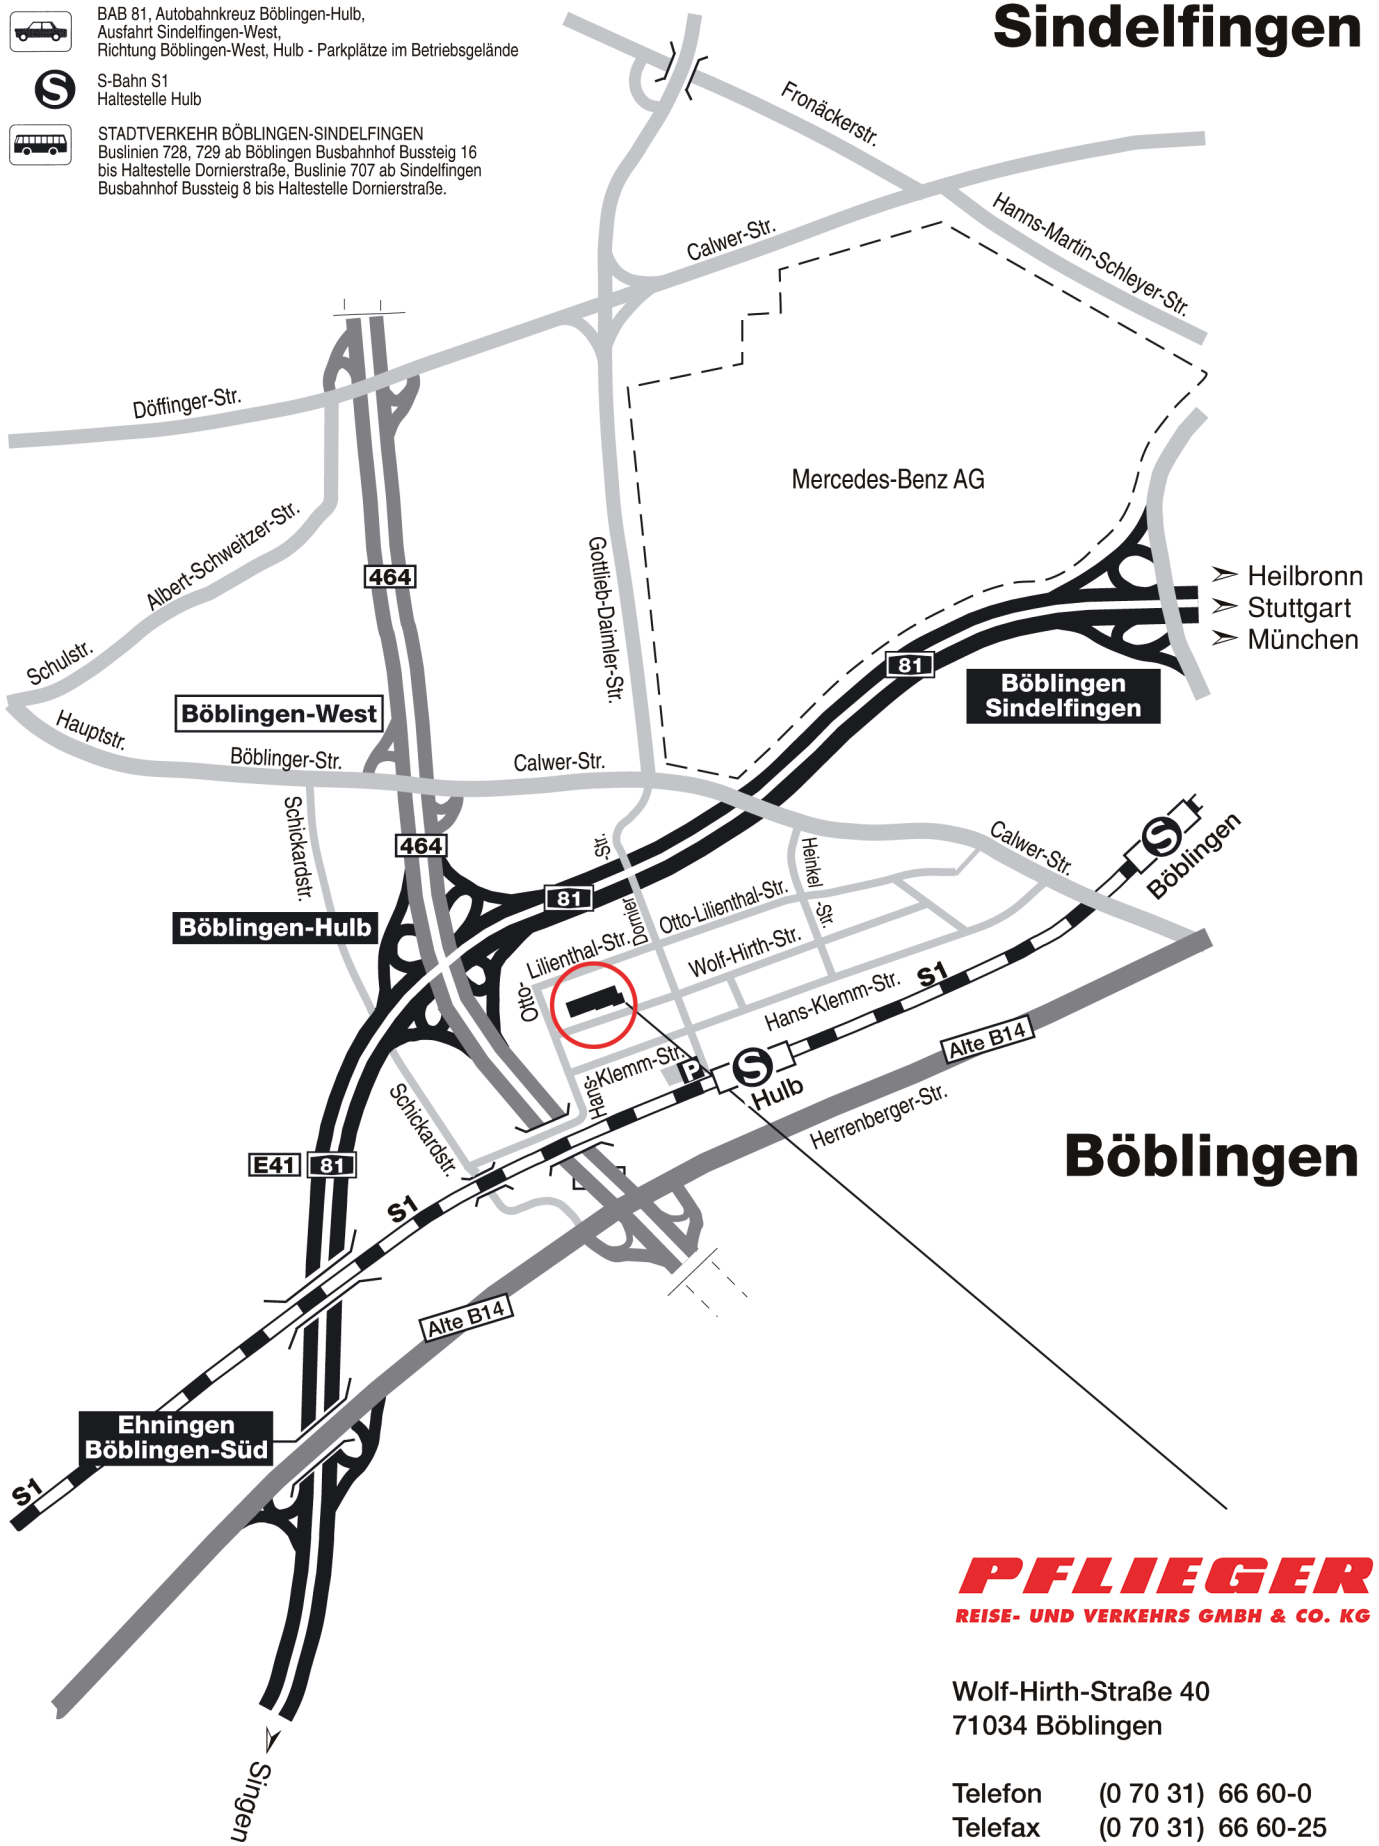 BAB 81, Autobahnkreuz Böblingen-Hulb,
Ausfahrt Sindelfingen-West,
Richtung Böblingen-West, Hulb - Parkplätze im Betriebsgelände
S
S-Bahn S1
Haltestelle Hulb
STADTVERKEHR BÖBLINGEN-SINDELFINGEN
Buslinien 728, 729 ab Böblingen Busbahnhof Bussteig 16
bis Haltestelle Dornierstraße, Buslinie 707 ab Sindelfingen
Busbahnhof Bussteig 8 bis Haltestelle Dornierstraße.
Sindelfingen
Fronäckerstr.
Hanns-Martin-Schleyer-Str.
Calwer-Str.
Döffinger-Str.
Mercedes-Benz AG
Albert-Schweitzer-Str.
464
Gottlieb-Daimler-Str.
Heilbronn
Stuttgart
München
Schulstr.
81
Böblingen
Sindelfingen
Böblingen-West
Hauptstr.
Böblinger-Str.
Calwer-Str.
Schickardstr.
464
Dornier
-Str.
Heinkel
-Str.
Calwer-Str.
S
Böblingen
81
Otto-Lilienthal-Str.
Böblingen-Hulb
Otto-
Lilienthal-Str.
Wolf-Hirth-Str.
Hans-Klemm-Str.
S1
Alte B14
Hans-
Klemm-Str.
P
S
Hulb
Herrenberger-Str.
Schickardstr.
E41
81
S1
Böblingen
Alte B14
Ehningen
Böblingen-Süd
S1
Singen
PFLIEGER
REISE- UND VERKEHRS GMBH & CO. KG
Wolf-Hirth-Straße 40
71034 Böblingen
Telefon (0 70 31) 66 60-0
Telefax (0 70 31) 66 60-25